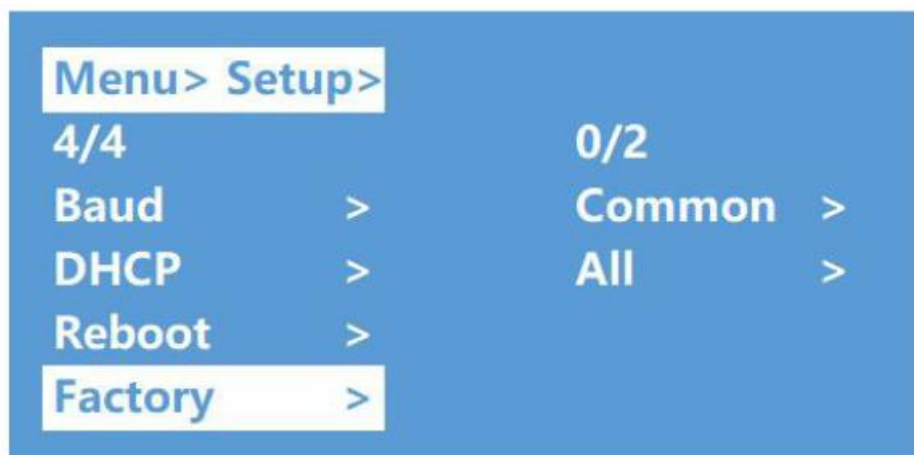 Menu> Setup>
4/4 0/2
Baud > Common >
DHCP > All >
Reboot >
Factory >